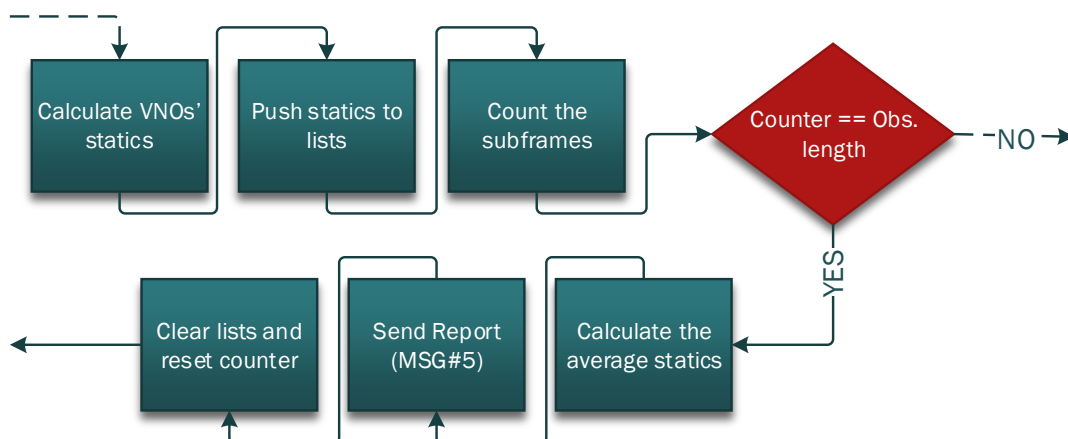 Calculate VNOs’
statics
Push statics to
lists
Count the
subframes
Counter == Obs.
length
NO
YES
Calculate the
average statics
Send Report
(MSG#5)
Clear lists and
reset counter